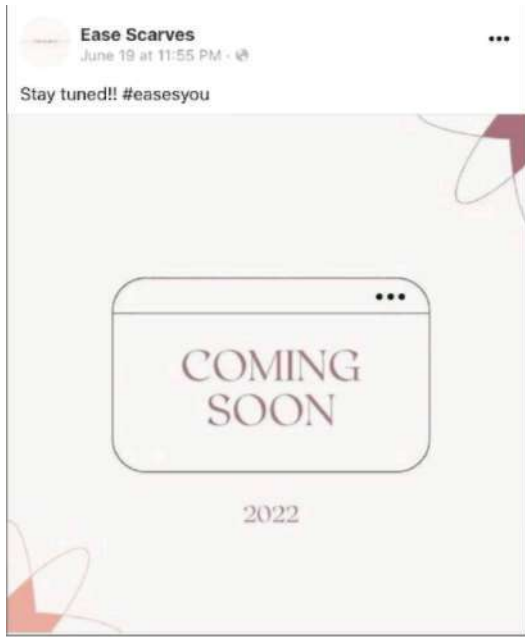 Ease Scarves
June 19 at 11:55 PM ·
Stay tuned!! #easesyou
COMING
SOON
2022